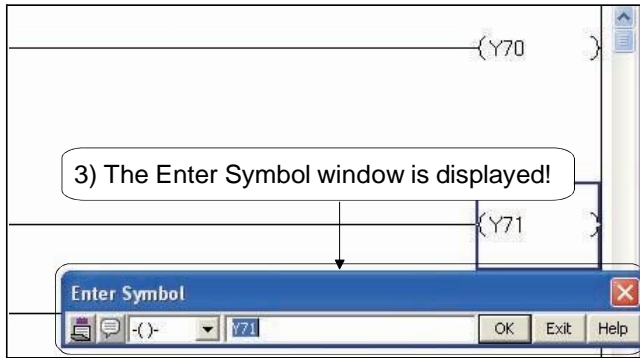 (Y70 )
3) The Enter Symbol window is displayed!
(Y71 )
Enter Symbol
-( )- Y71 OK Exit Help